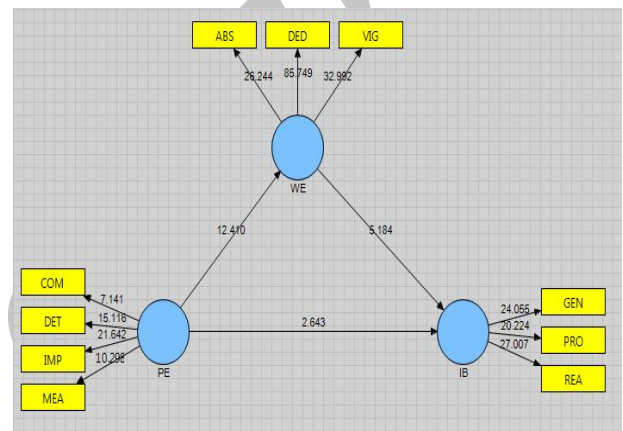 ABS DED VIG
26.244 85.749 32.992
WE
12.410 5.184
COM
7.141
DET
15.116
IMP
21.642
MEA
10.298
PE
2.643
IB
24.055
GEN
20.224
PRO
27.007
REA